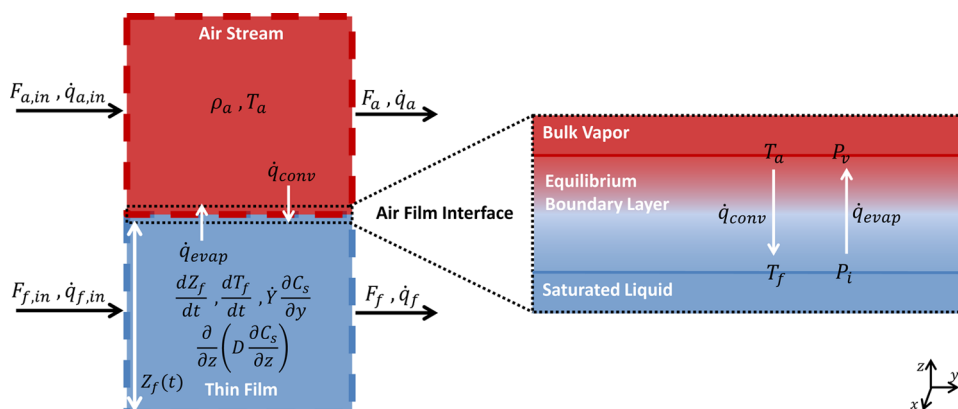 Air Stream
F_{a,in} , q̇_{a,in}
ρ_a , T_a
F_a , q̇_a
q̇_{conv}
q̇_{evap}
dZ_f/dt , dT_f/dt , Ẏ ∂C_s/∂y
∂/∂z (D ∂C_s/∂z)
F_{f,in} , q̇_{f,in}
F_f , q̇_f
Z_f(t)
Thin Film
Air Film Interface
Bulk Vapor
T_a P_v
Equilibrium
Boundary Layer
q̇_{conv} q̇_{evap}
T_f P_i
Saturated Liquid
z
y
x